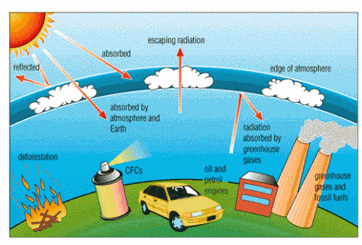 escaping radiation
absorbed
reflected
edge of atmosphere
absorbed by
atmosphere and
Earth
radiation
absorbed by
greenhouse
gases
deforestation
CFCs
oil and
petrol
engines
greenhouse
gases and
fossil fuels